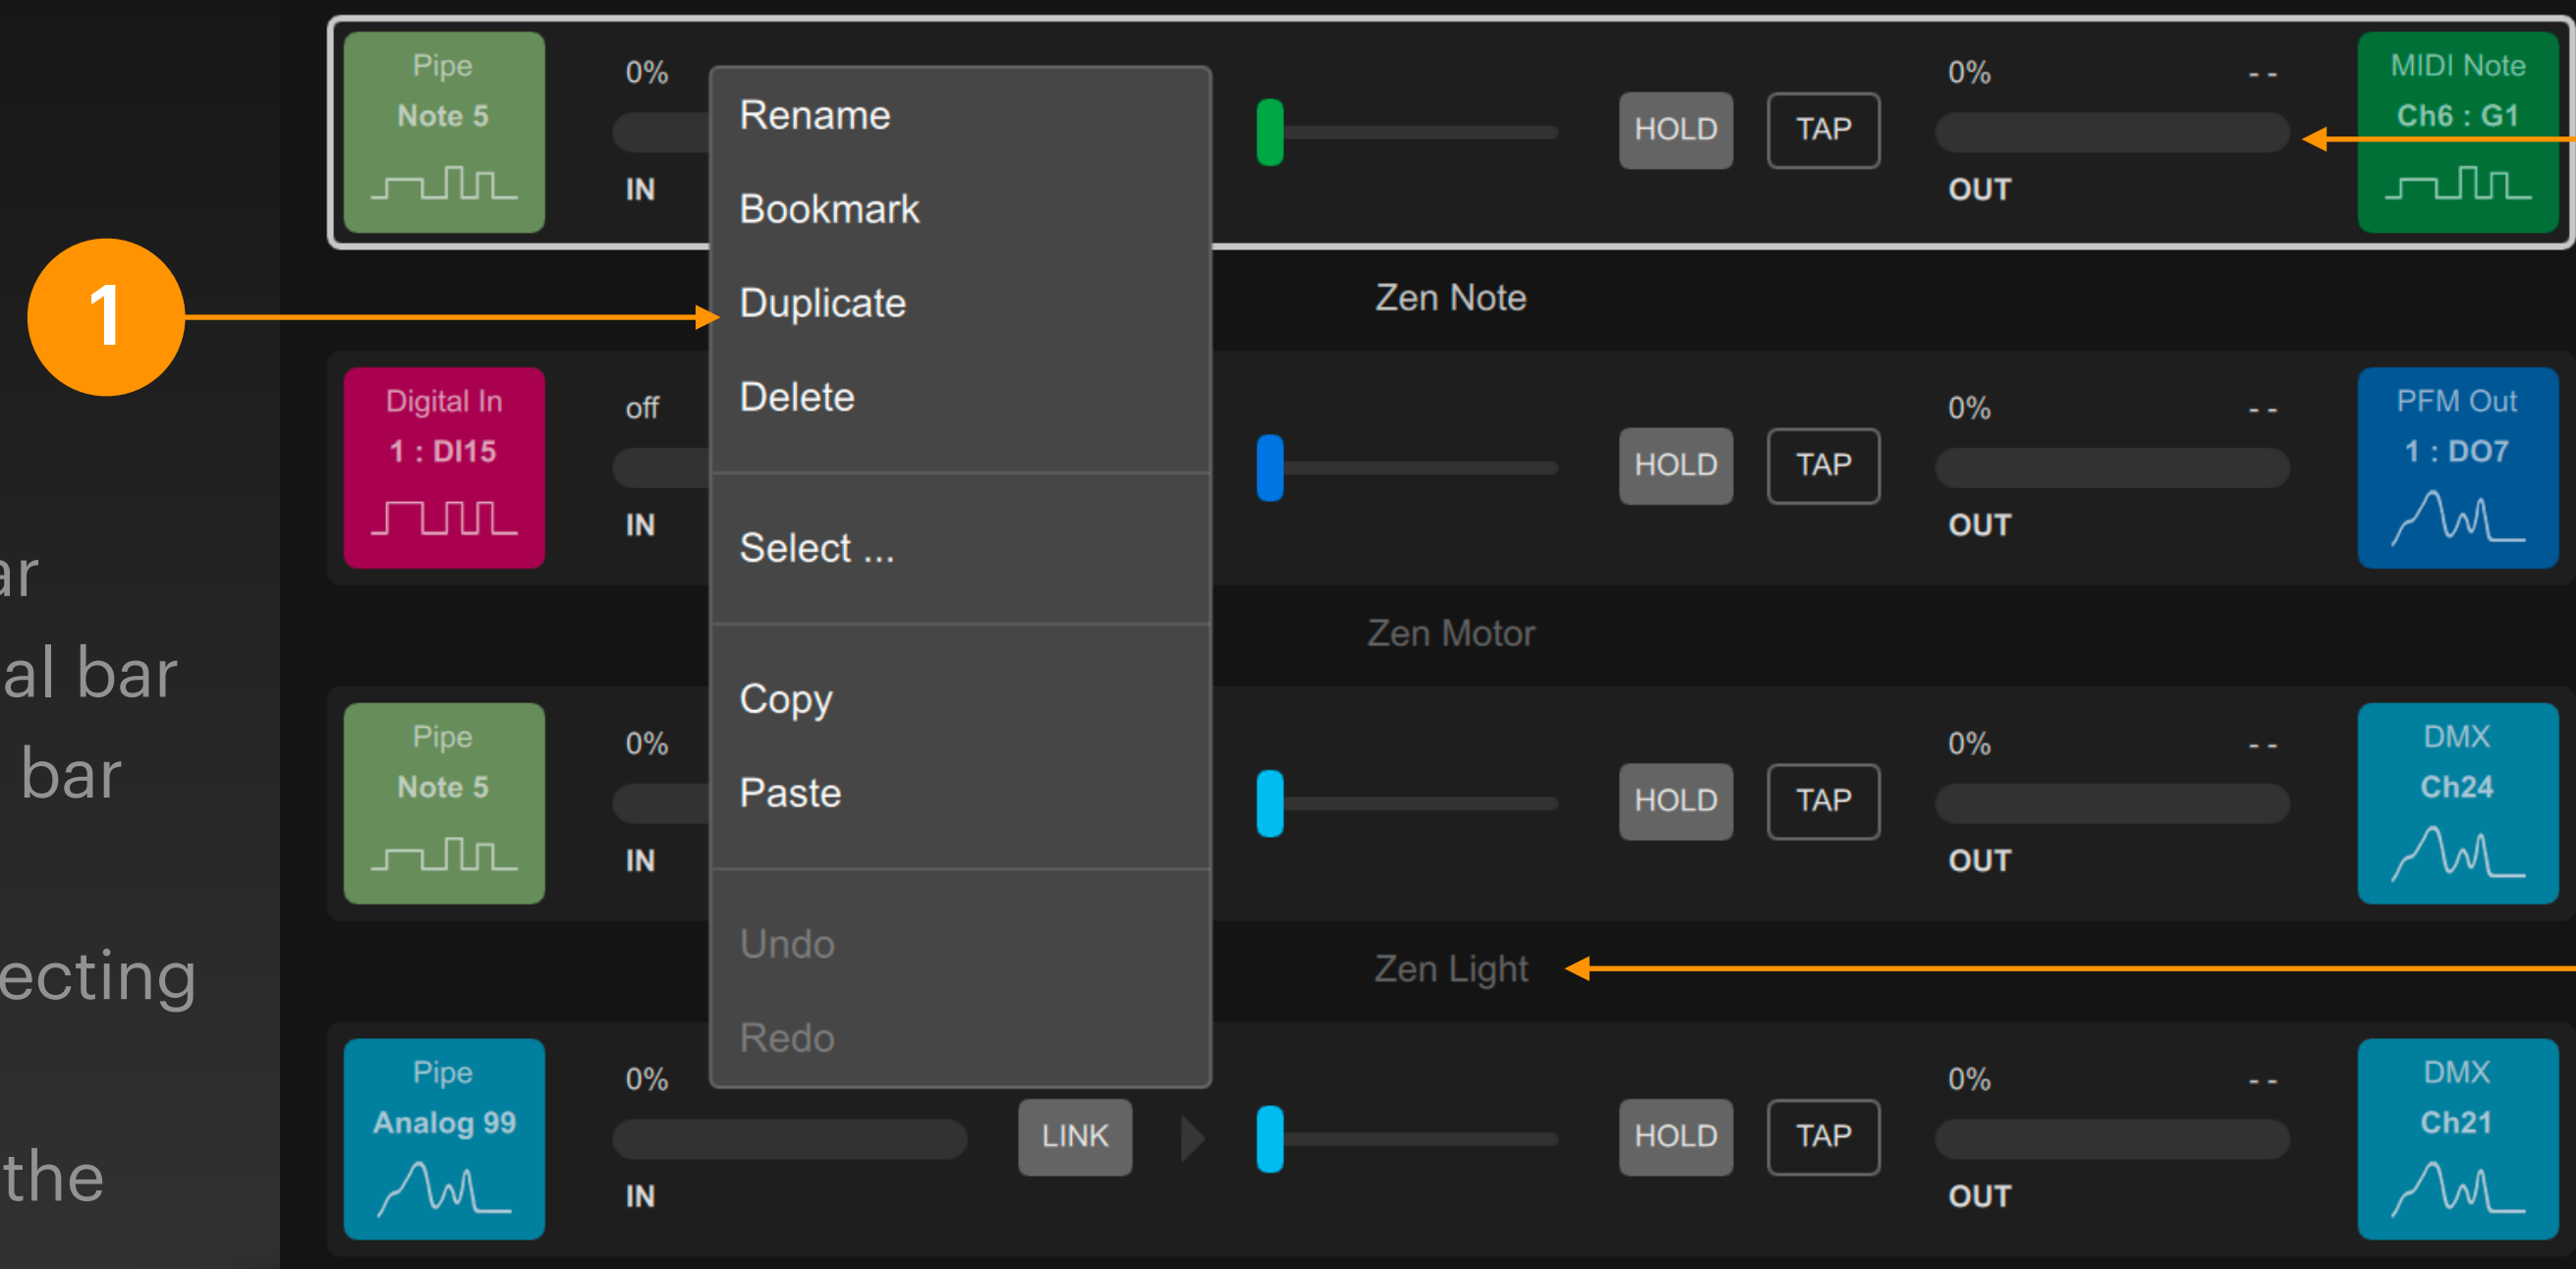 Pipe
Note 5
0%
IN
HOLD
TAP
0%
- -
OUT
MIDI Note
Ch6 : G1
Rename
Bookmark
Duplicate
Delete
Select ...
Copy
Paste
Undo
Redo
1
Zen Note
Digital In
1 : DI15
off
IN
HOLD
TAP
0%
- -
OUT
PFM Out
1 : DO7
Zen Motor
Pipe
Note 5
0%
IN
HOLD
TAP
0%
- -
OUT
DMX
Ch24
Zen Light
Pipe
Analog 99
0%
IN
LINK
HOLD
TAP
0%
- -
OUT
DMX
Ch21
ar
al bar
bar
ecting
the